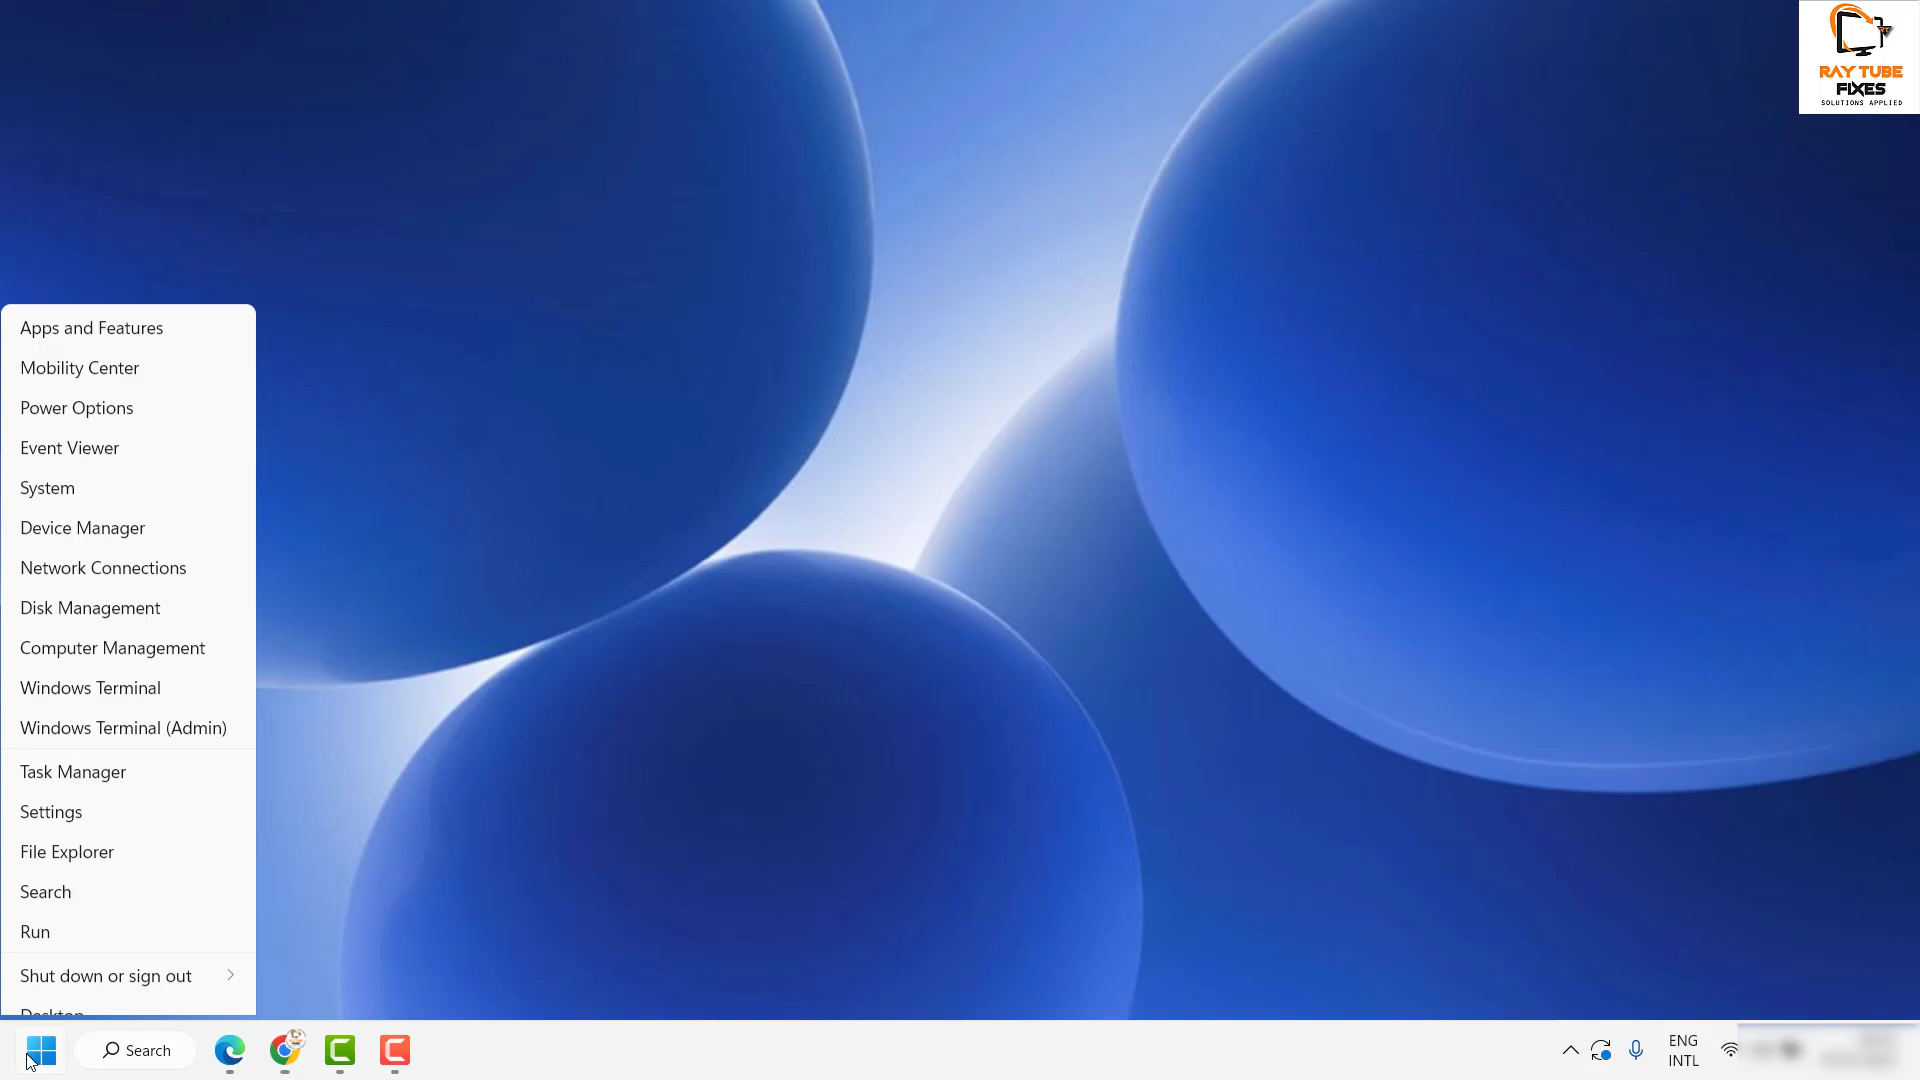 RAY TUBE
FIXES
SOLUTIONS APPLIED
Apps and Features
Mobility Center
Power Options
Event Viewer
System
Device Manager
Network Connections
Disk Management
Computer Management
Windows Terminal
Windows Terminal (Admin)
Task Manager
Settings
File Explorer
Search
Run
Shut down or sign out
Desktop
Search
ENG
INTL